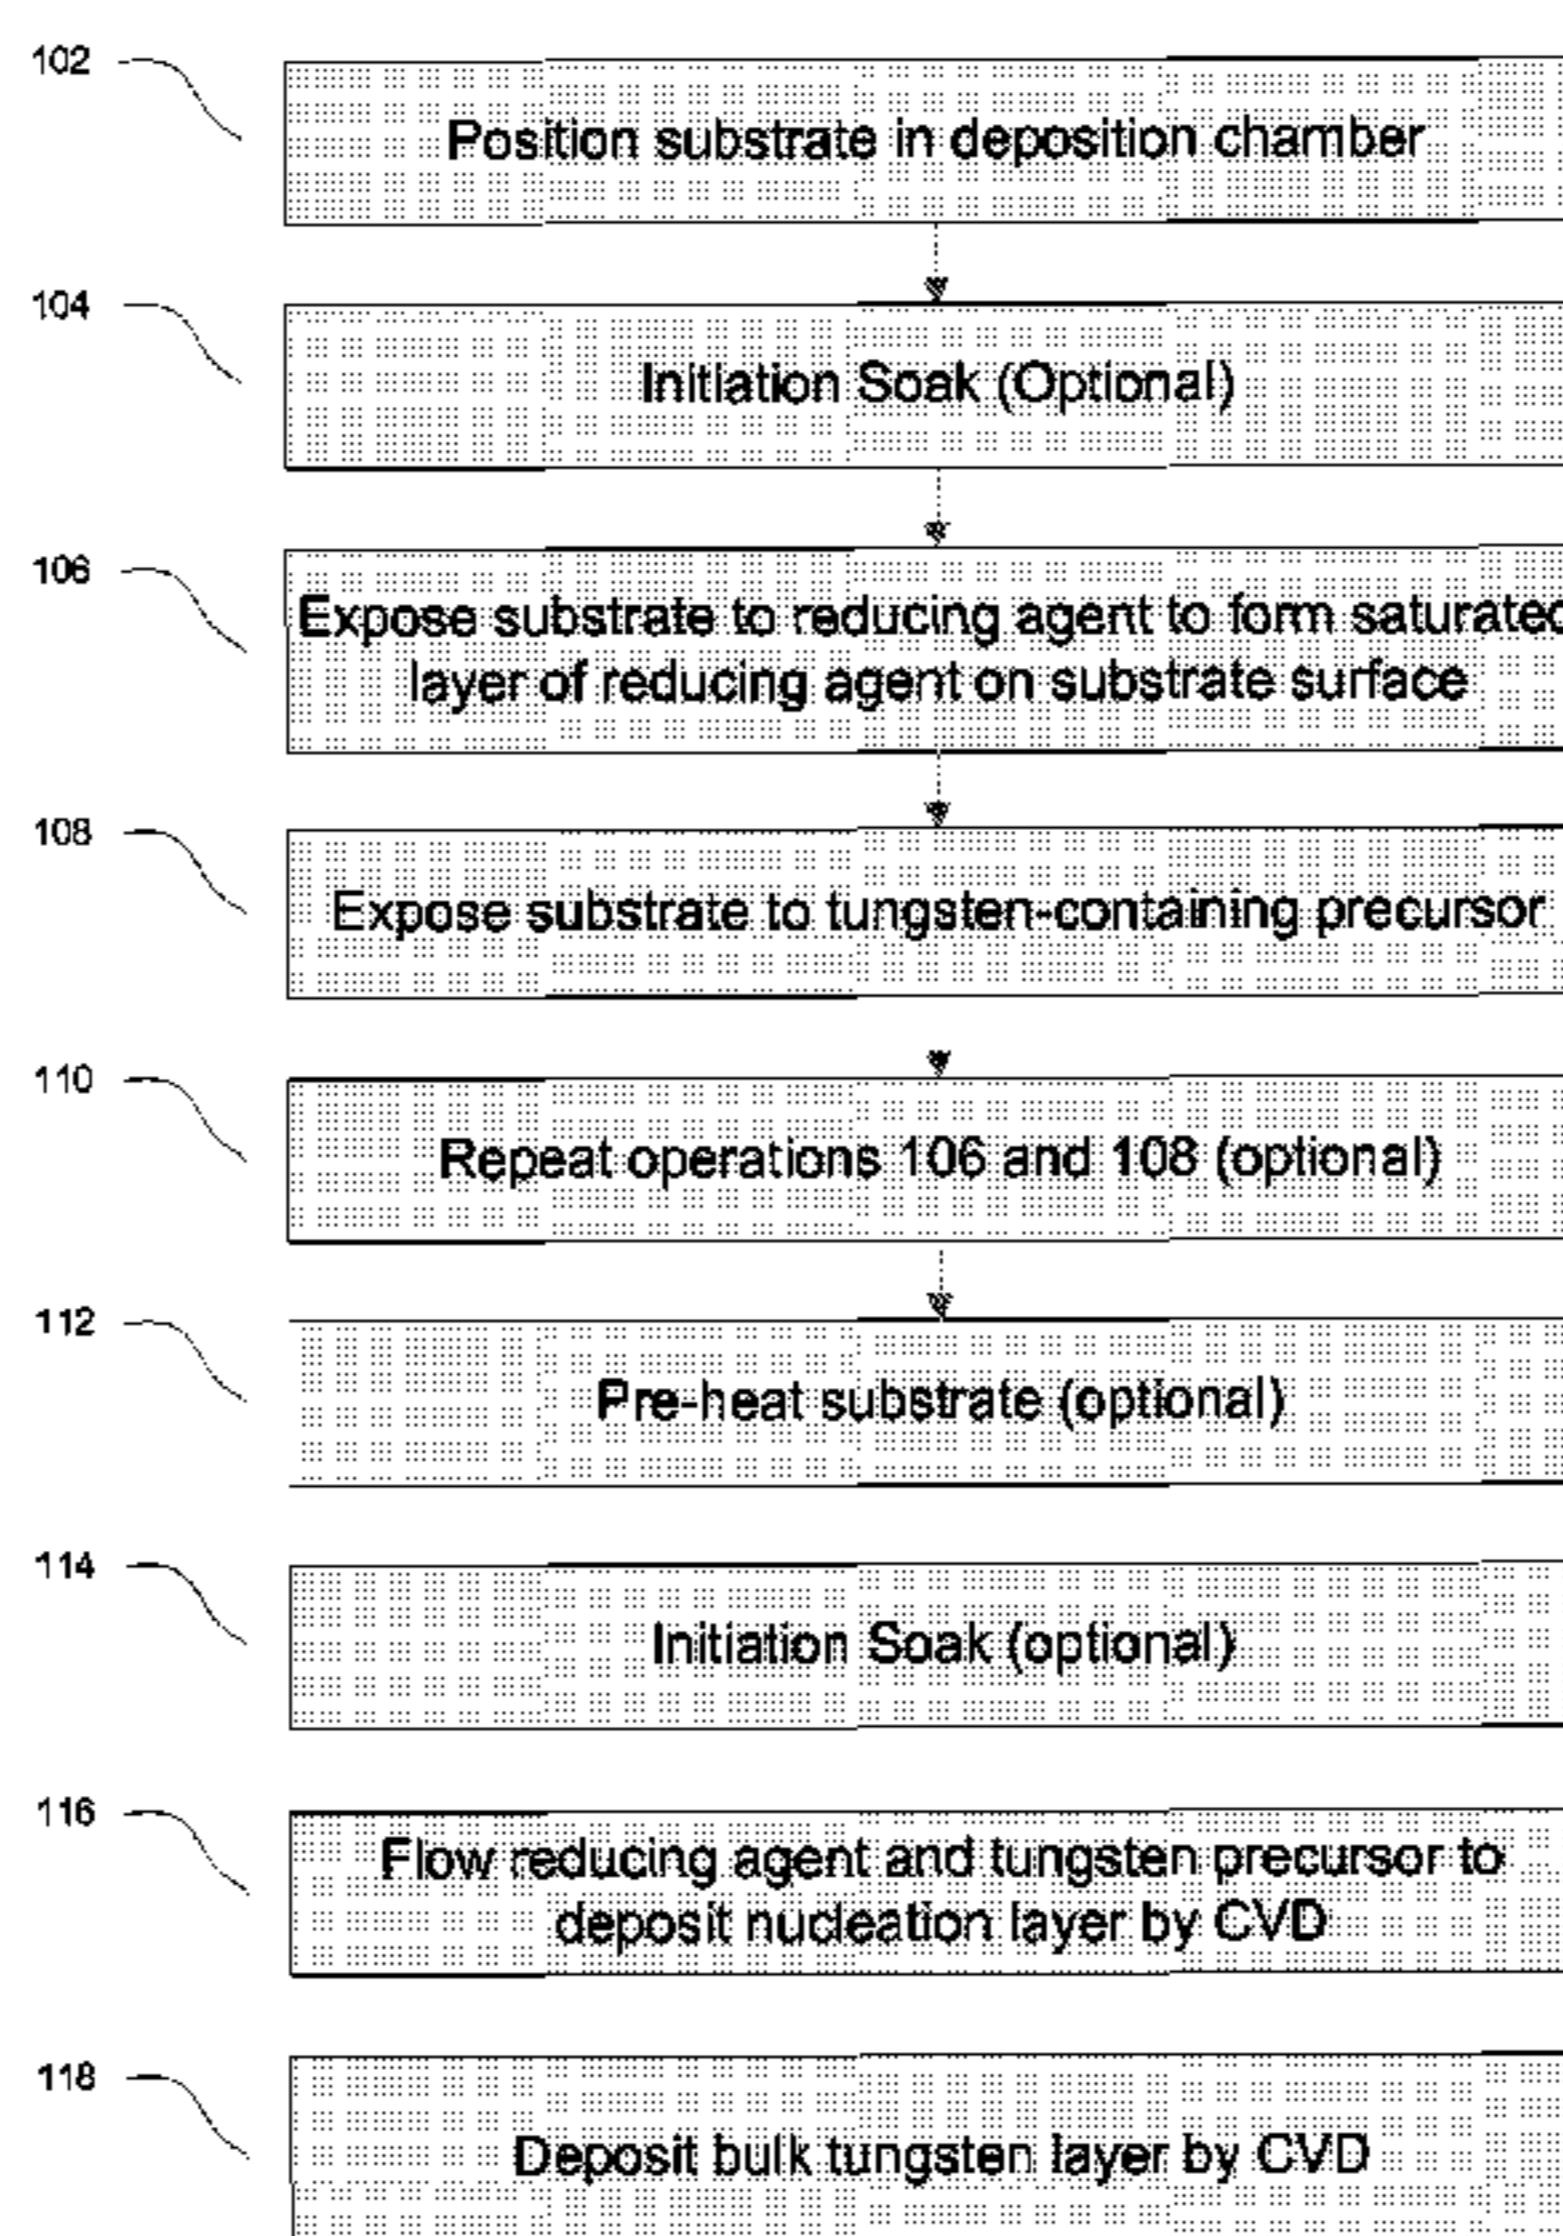 102
Position substrate in deposition chamber
104
Initiation Soak (Optional)
106
Expose substrate to reducing agent to form saturated
layer of reducing agent on substrate surface
108
Expose substrate to tungsten-containing precursor
110
Repeat operations 106 and 108 (optional)
112
Pre-heat substrate (optional)
114
Initiation Soak (optional)
116
Flow reducing agent and tungsten precursor to
deposit nucleation layer by CVD
118
Deposit bulk tungsten layer by CVD